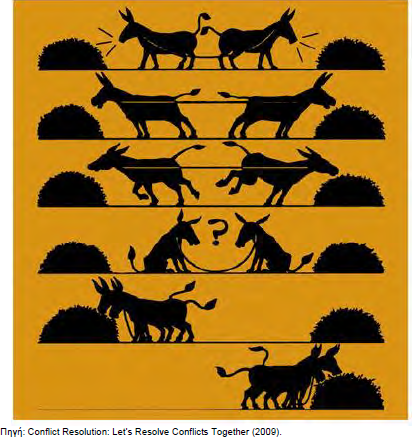 ?
Πηγή: Conflict Resolution: Let's Resolve Conflicts Together (2009).